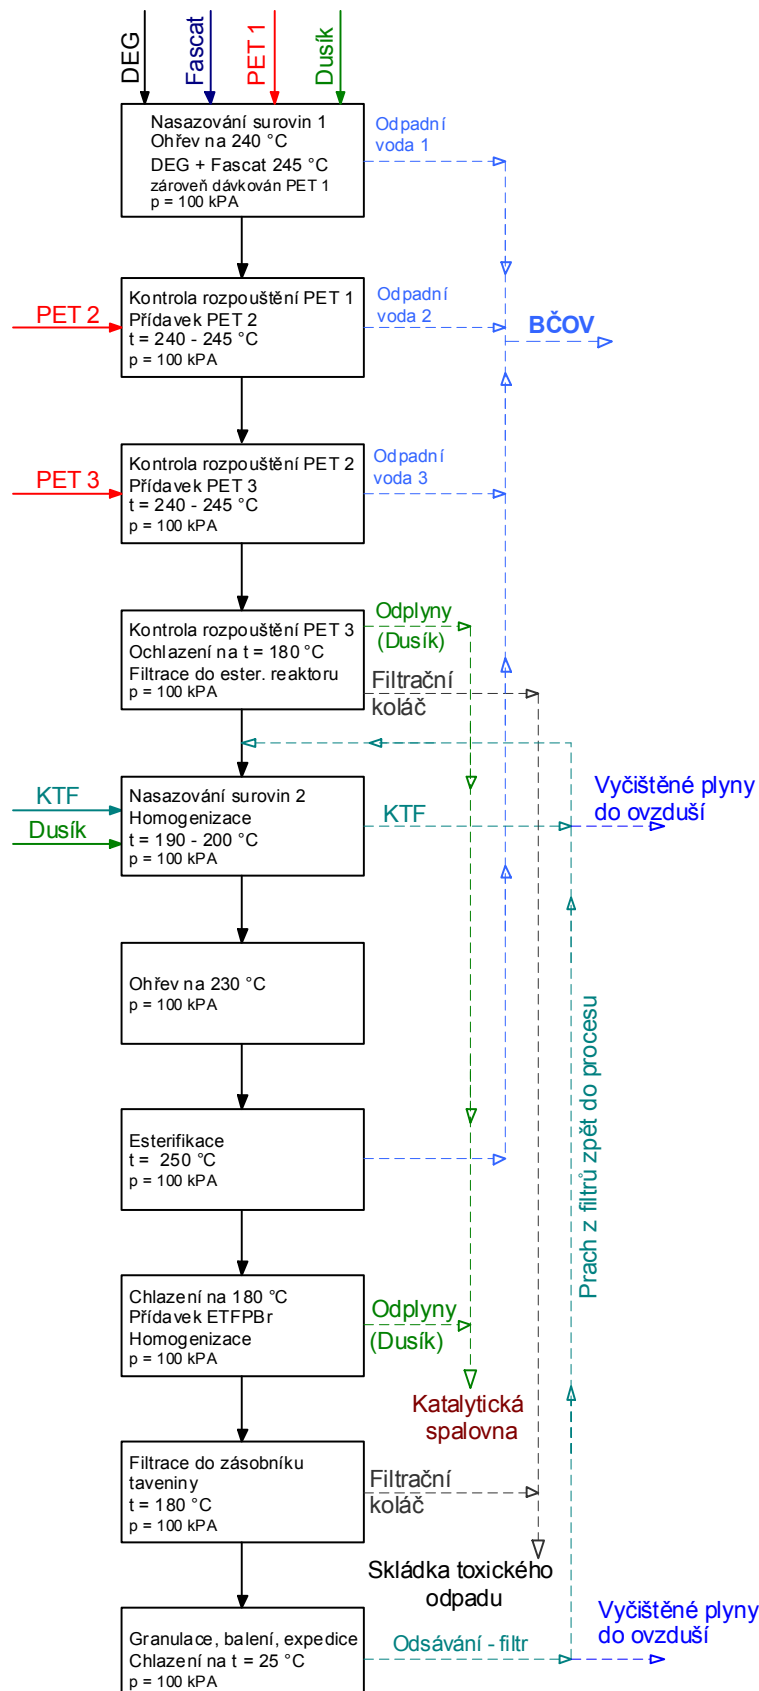 DEG
Fascat
PET 1
Dusík
Nasazování surovin 1
Ohřev na 240 °C
DEG + Fascat 245 °C
zároveň dávkován PET 1
p = 100 kPA
Odpadní
voda 1
PET 2
Kontrola rozpouštění PET 1
Přídavek PET 2
t = 240 - 245 °C
p = 100 kPA
Odpadní
voda 2
BČOV
PET 3
Kontrola rozpouštění PET 2
Přídavek PET 3
t = 240 - 245 °C
p = 100 kPA
Odpadní
voda 3
Kontrola rozpouštění PET 3
Ochlazení na t = 180 °C
Filtrace do ester. reaktoru
p = 100 kPA
Odplyny
(Dusík)
Filtrační
koláč
KTF
Dusík
Nasazování surovin 2
Homogenizace
t = 190 - 200 °C
p = 100 kPA
KTF
Vyčištěné plyny
do ovzduší
Ohřev na 230 °C
p = 100 kPA
Prach z filtrů zpět do procesu
Esterifikace
t =  250 °C
p = 100 kPA
Chlazení na 180 °C
Přídavek ETFPBr
Homogenizace
p = 100 kPA
Odplyny
(Dusík)
Katalytická
spalovna
Filtrace do zásobníku
taveniny
t = 180 °C
p = 100 kPA
Filtrační
koláč
Skládka toxického
odpadu
Granulace, balení, expedice
Chlazení na t = 25 °C
p = 100 kPA
Odsávání - filtr
Vyčištěné plyny
do ovzduší